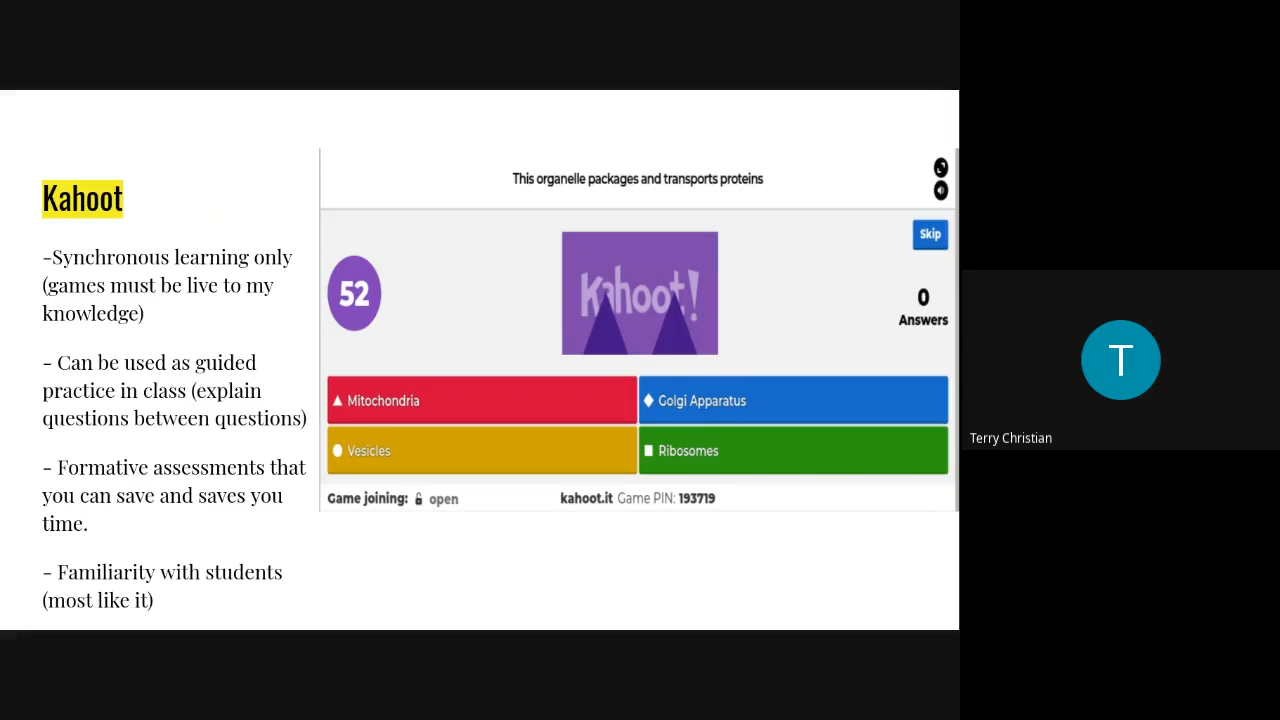 Kahoot
-Synchronous learning only
(games must be live to my
knowledge)
- Can be used as guided
practice in class (explain
questions between questions)
- Formative assessments that
you can save and saves you
time.
- Familiarity with students
(most like it)
This organelle packages and transports proteins
Skip
52
Kahoot!
0
Answers
Mitochondria
Golgi Apparatus
Vesicles
Ribosomes
Game joining: open
kahoot.it Game PIN: 193719
T
Terry Christian